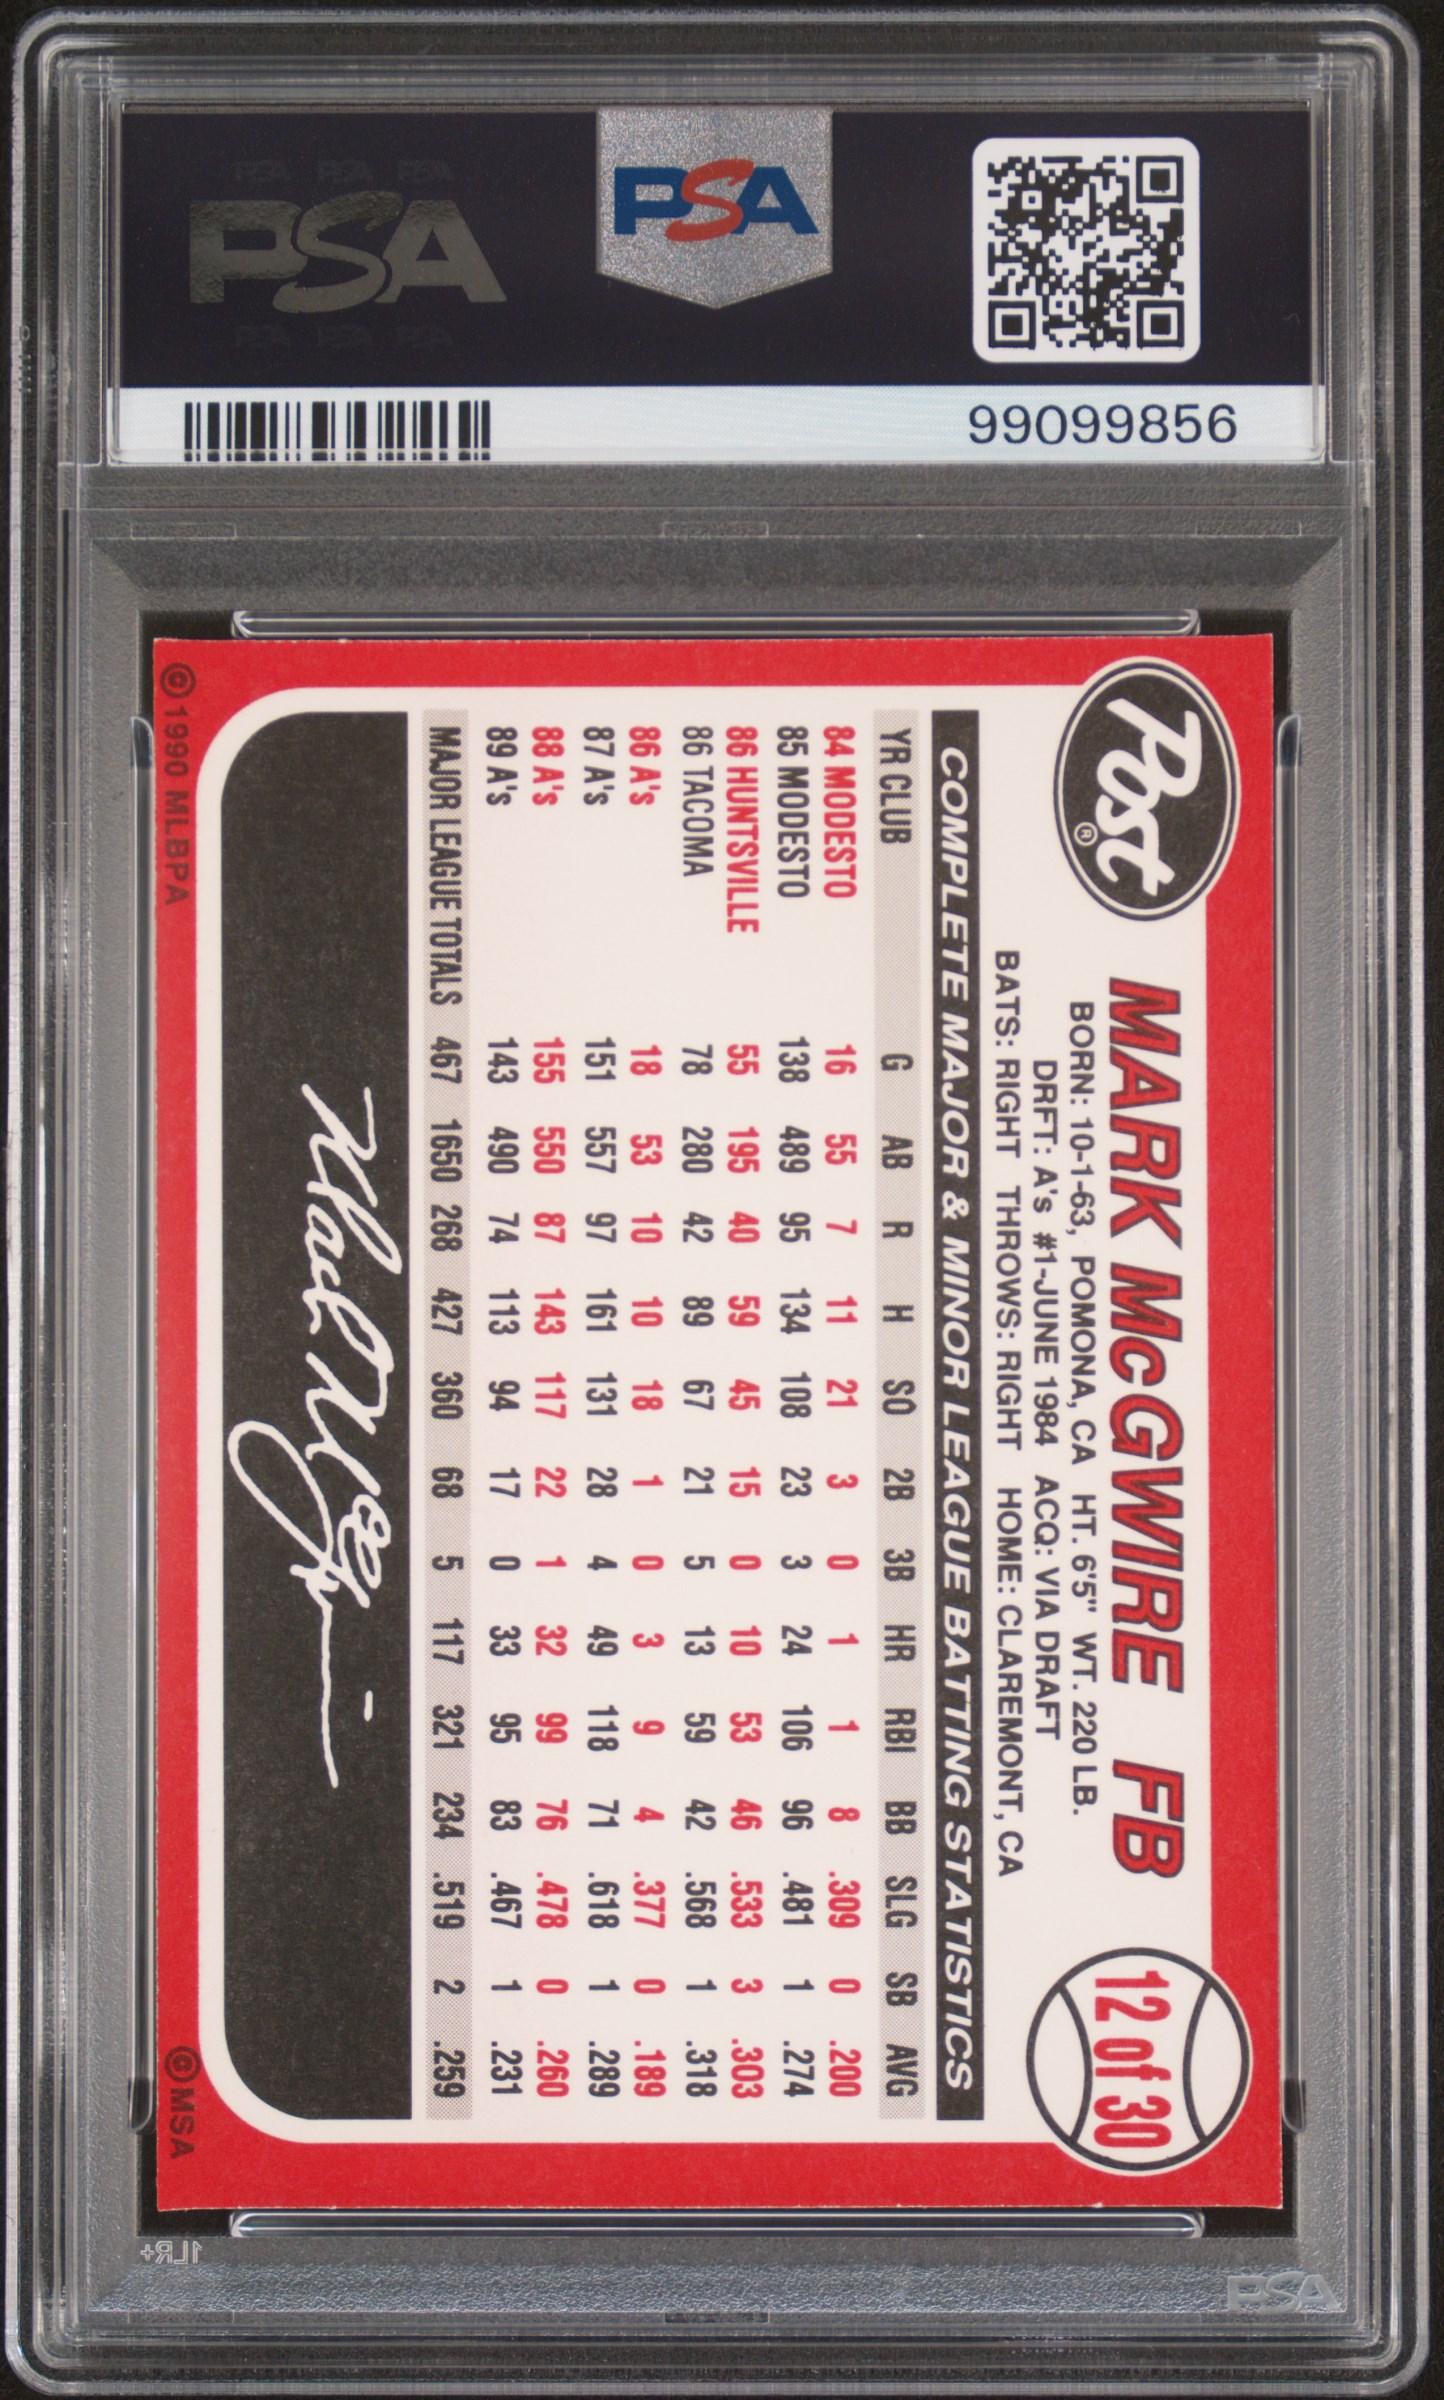 PSA PSA PSA
PSA
PSA PSA PSA
PSA
99099856
Post®
MARK McGWIRE FB
12 of 30
BORN: 10-1-63, POMONA, CA HT. 6'5" WT. 220 LB.
DRFT: A's #1-JUNE 1984 ACQ: VIA DRAFT
BATS: RIGHT THROWS: RIGHT HOME: CLAREMONT, CA
COMPLETE MAJOR & MINOR LEAGUE BATTING STATISTICS
YR CLUB G AB R H SO 2B 3B HR RBI BB SLG SB AVG
84 MODESTO 16 55 7 11 21 3 0 1 1 8 .309 0 .200
85 MODESTO 138 489 95 134 108 23 3 24 106 96 .481 1 .274
86 HUNTSVILLE 55 195 40 59 45 15 0 10 53 46 .533 3 .303
86 TACOMA 78 280 42 89 67 21 5 13 59 42 .568 1 .318
86 A's 18 53 10 10 18 1 0 3 9 4 .377 0 .189
87 A's 151 557 97 161 131 28 4 49 118 71 .618 1 .289
88 A's 155 550 87 143 117 22 1 32 99 76 .478 0 .260
89 A's 143 490 74 113 94 17 0 33 95 83 .467 1 .231
MAJOR LEAGUE TOTALS 467 1650 268 427 360 68 5 117 321 234 .519 2 .259
Mark McGwire
©1990 MLBPA
©MSA
1LR+
PSA